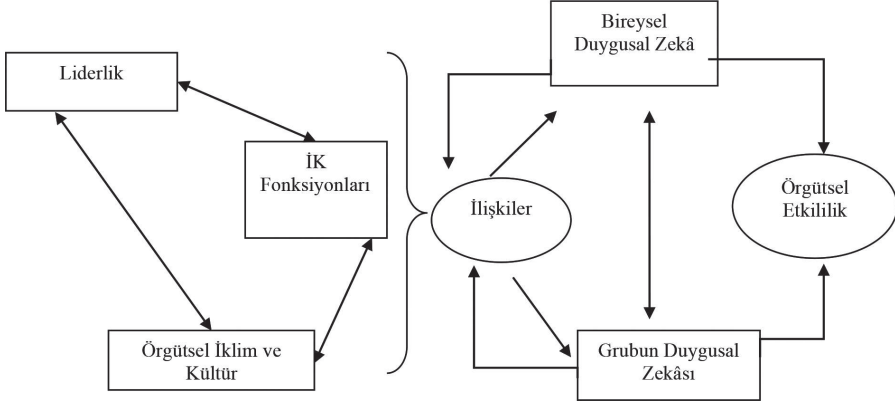 Liderlik
İK
Fonksiyonları
Örgütsel İklim ve
Kültür
İlişkiler
Bireysel
Duygusal Zekâ
Grubun Duygusal
Zekâsı
Örgütsel
Etkililik